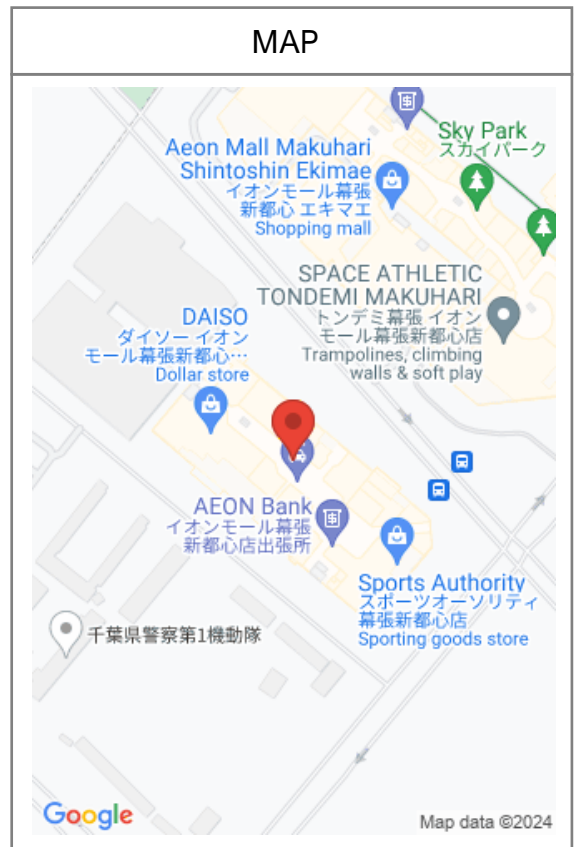 MAP
Sky Park
スカイパーク
Aeon Mall Makuhari
Shintoshin Ekimae
イオンモール幕張
新都心 エキマエ
Shopping mall
SPACE ATHLETIC
TONDEMI MAKUHARI
トンデミ幕張 イオン
モール幕張新都心店
Trampolines, climbing
walls & soft play
DAISO
ダイソー イオン
モール幕張新都心…
Dollar store
AEON Bank
イオンモール幕張
新都心店出張所
Sports Authority
スポーツオーソリティ
幕張新都心店
Sporting goods store
千葉県警察第1機動隊
Google
Map data ©2024